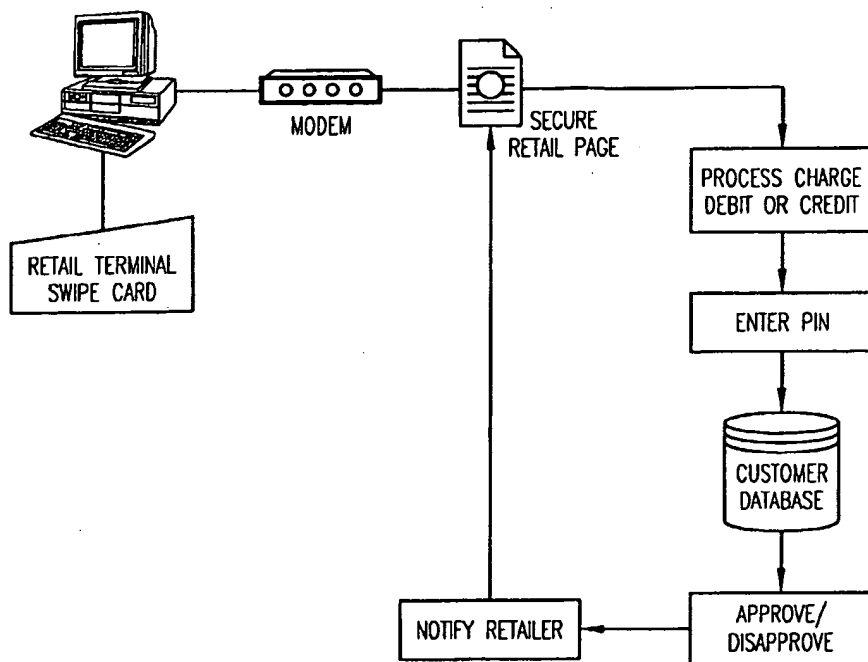 MODEM
SECURE
RETAIL PAGE
PROCESS CHARGE
DEBIT OR CREDIT
RETAIL TERMINAL
SWIPE CARD
ENTER PIN
CUSTOMER
DATABASE
NOTIFY RETAILER
APPROVE/
DISAPPROVE